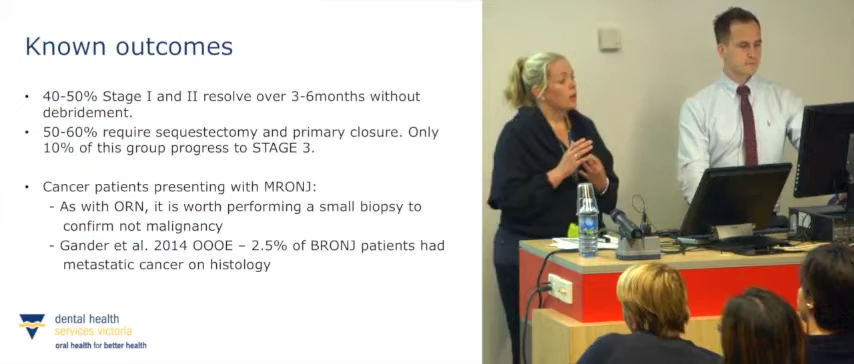 Known outcomes
• 40-50% Stage I and II resolve over 3-6months without
debridement.
• 50-60% require sequestectomy and primary closure. Only
10% of this group progress to STAGE 3.
• Cancer patients presenting with MRONJ:
- As with ORN, it is worth performing a small biopsy to
confirm not malignancy
- Gander et al. 2014 OOOE – 2.5% of BRONJ patients had
metastatic cancer on histology
dental health
services victoria
oral health for better health